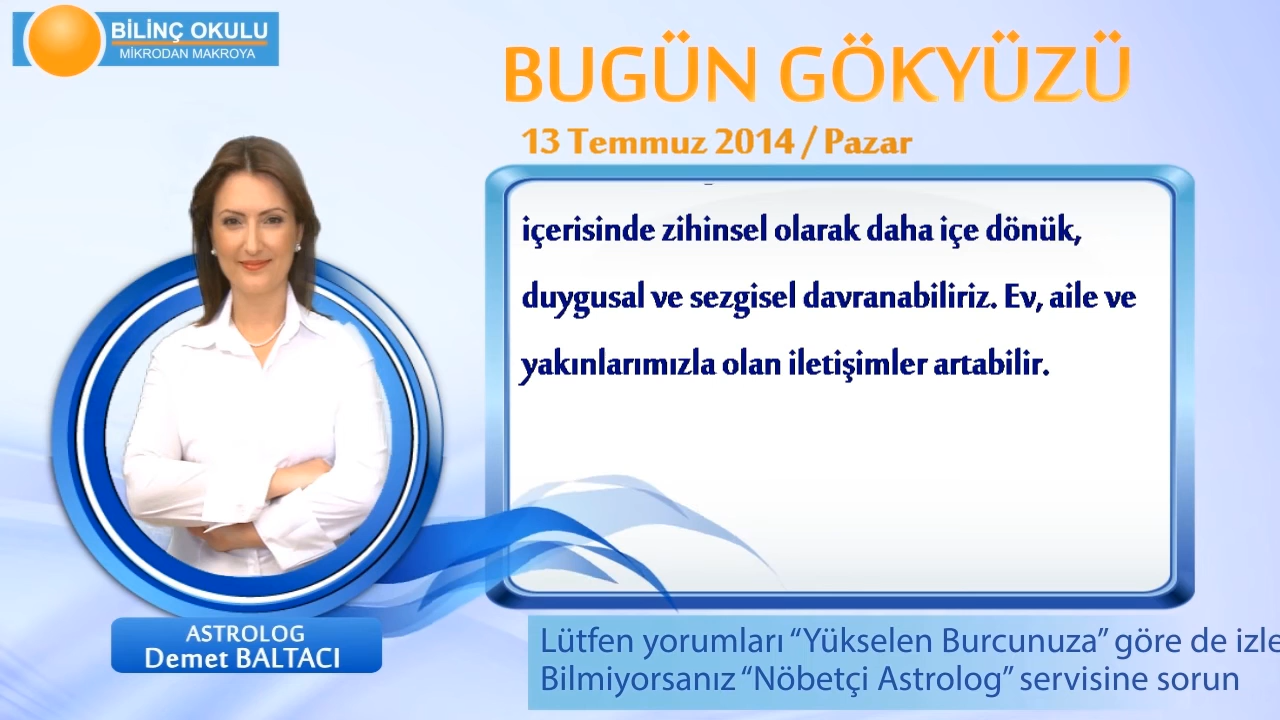 BİLİNÇ OKULU
MİKRODAN MAKROYA
BUGÜN GÖKYÜZÜ
13 Temmuz 2014 / Pazar
içerisinde zihinsel olarak daha içe dönük,
duygusal ve sezgisel davranabiliriz. Ev, aile ve
yakınlarımızla olan iletişimler artabilir.
ASTROLOG
Demet BALTACI
Lütfen yorumları “Yükselen Burcunuza” göre de izle
Bilmiyorsanız “Nöbetçi Astrolog” servisine sorun